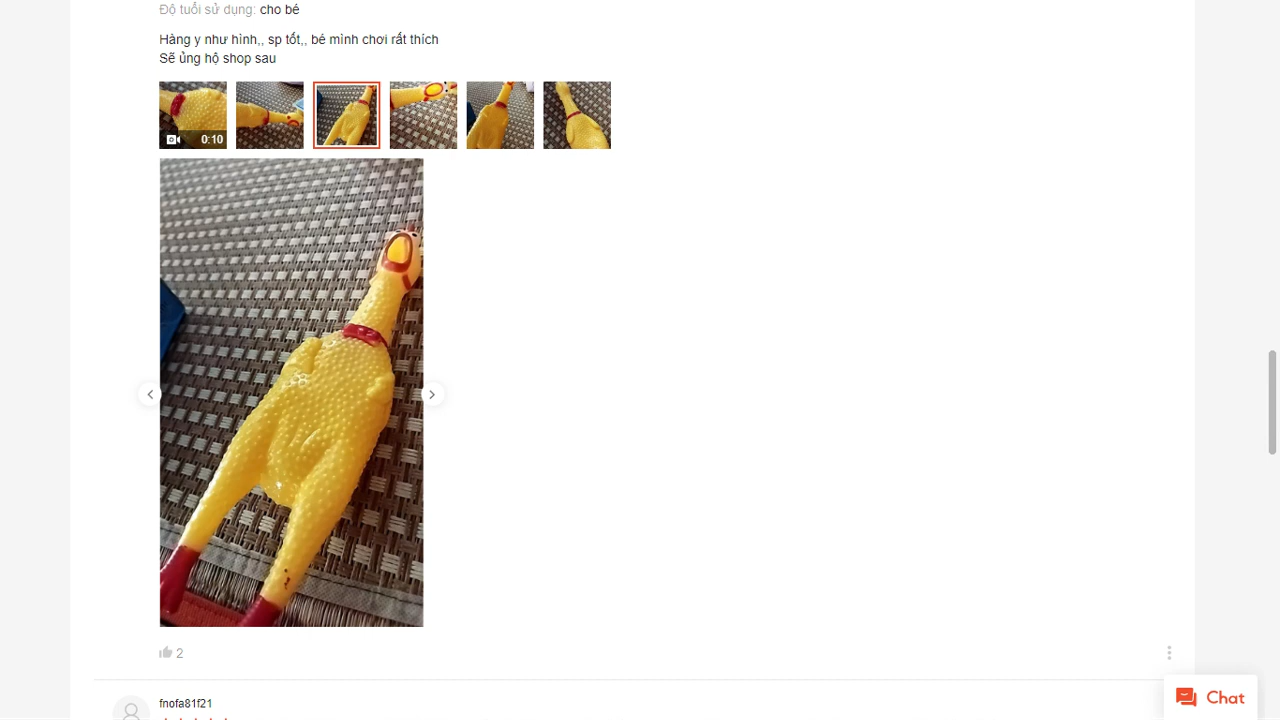 Độ tuổi sử dụng: cho bé
Hàng y như hình,, sp tốt,, bé mình chơi rất thích
Sẽ ủng hộ shop sau
0:10
2
fnofa81f21
Chat